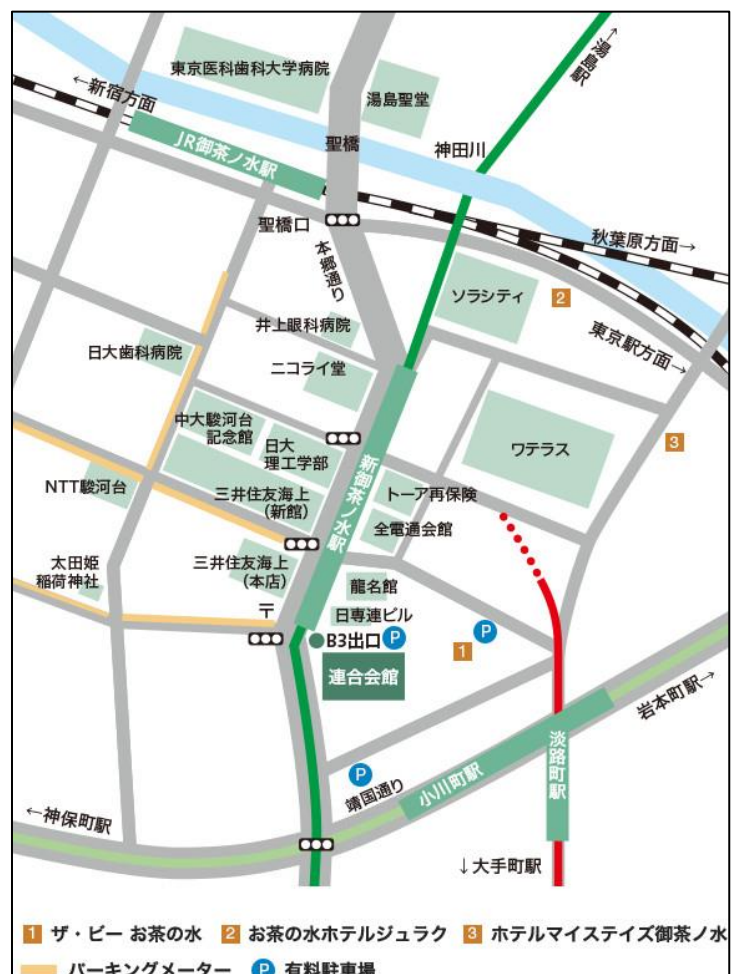 東京医科歯科大学病院
→湯島駅
湯島聖堂
←新宿方面
聖橋
神田川
JR御茶ノ水駅
聖橋口
秋葉原方面→
本郷通り
ソラシティ
2
井上眼科病院
東京駅方面→
日大歯科病院
ニコライ堂
中大駿河台
記念館
日大
理工学部
ワテラス
3
新御茶ノ水駅
NTT駿河台
三井住友海上
(新館)
トーア再保険
全電通会館
太田姫
稲荷神社
三井住友海上
(本店)
龍名館
〒
日専連ビル
B3出口
P
1
P
連合会館
岩本町駅→
淡路町駅
P
小川町駅
靖国通り
←神保町駅
↓大手町駅
1 ザ・ビー お茶の水 2 お茶の水ホテルジュラク 3 ホテルマイステイズ御茶ノ水
パーキングメーター P 有料駐車場